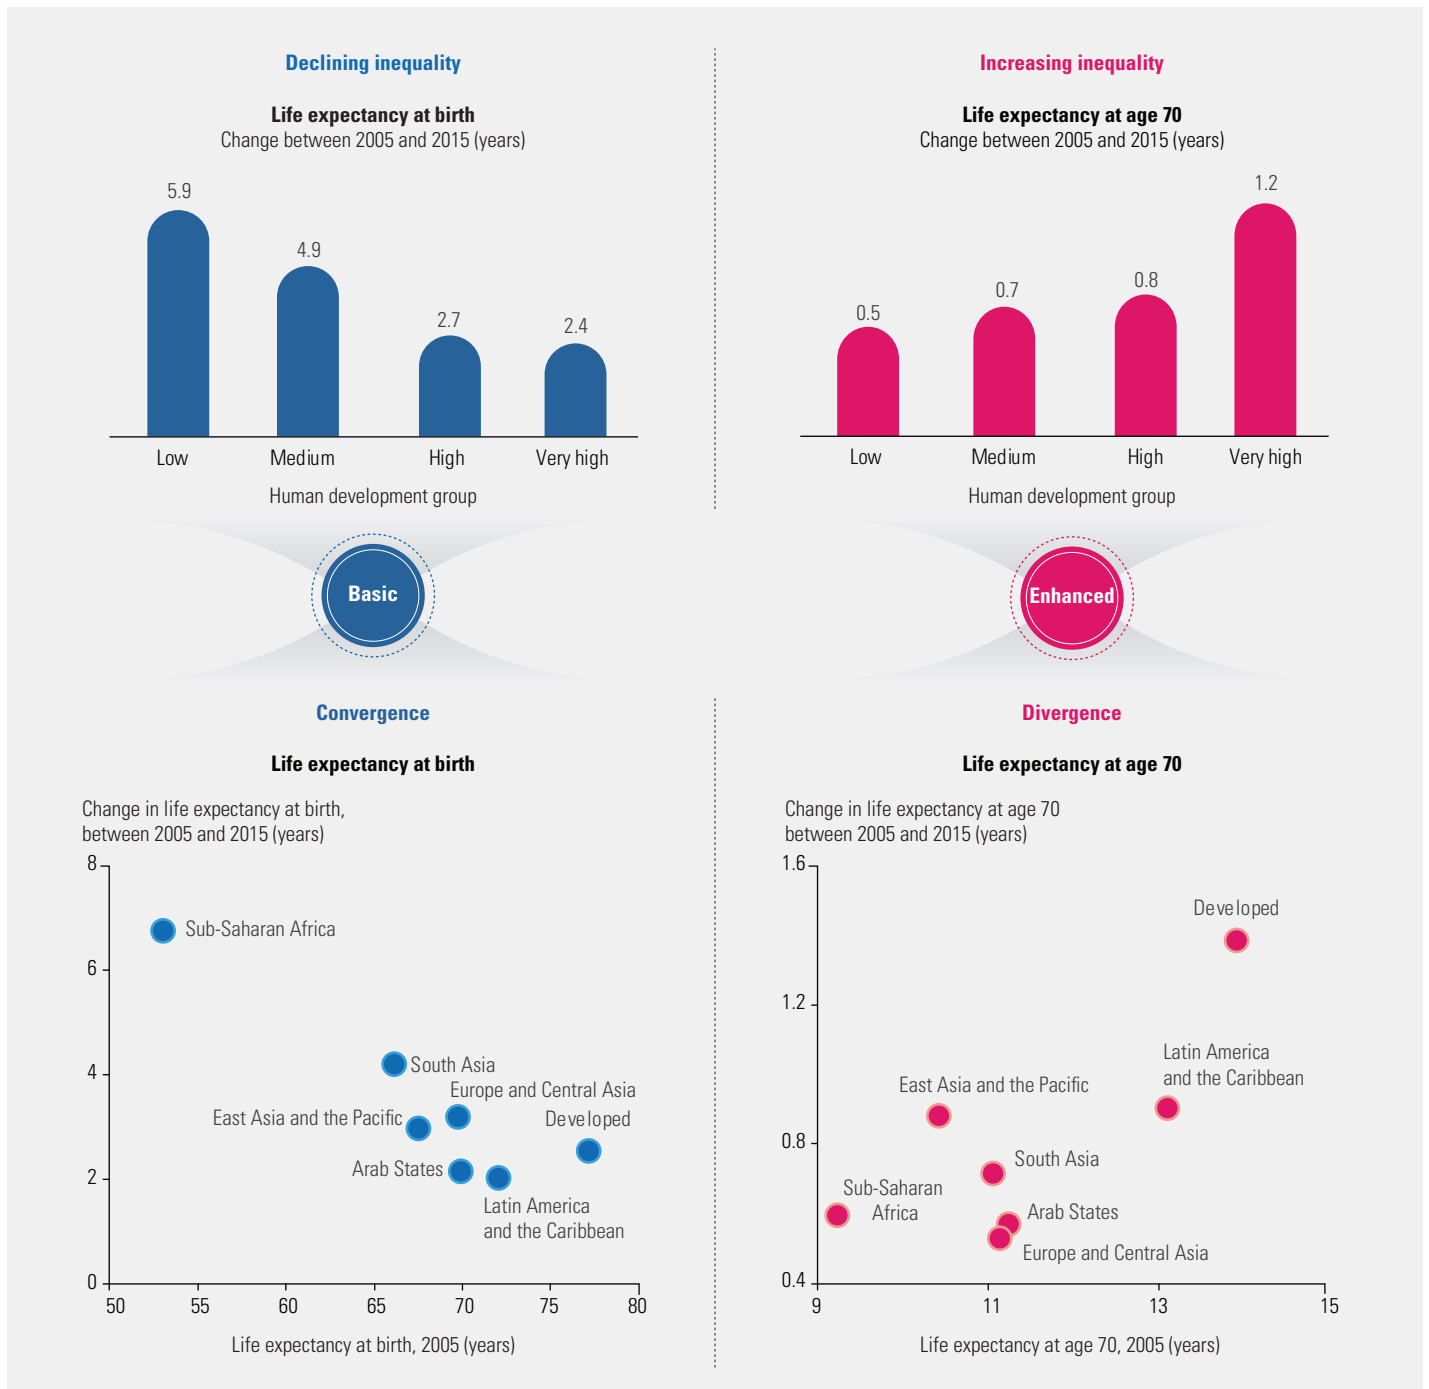 Declining inequality
Life expectancy at birth
Change between 2005 and 2015 (years)
5.9
4.9
2.7
2.4
Low
Medium
High
Very high
Human development group
Increasing inequality
Life expectancy at age 70
Change between 2005 and 2015 (years)
0.5
0.7
0.8
1.2
Low
Medium
High
Very high
Human development group
Basic
Enhanced
Convergence
Life expectancy at birth
Change in life expectancy at birth,
between 2005 and 2015 (years)
8
6
4
2
0
Sub-Saharan Africa
South Asia
Europe and Central Asia
East Asia and the Pacific
Developed
Arab States
Latin America
and the Caribbean
50
55
60
65
70
75
80
Life expectancy at birth, 2005 (years)
Divergence
Life expectancy at age 70
Change in life expectancy at age 70
between 2005 and 2015 (years)
1.6
1.2
0.8
0.4
Developed
Latin America
and the Caribbean
East Asia and the Pacific
South Asia
Sub-Saharan
Africa
Arab States
Europe and Central Asia
9
11
13
15
Life expectancy at age 70, 2005 (years)